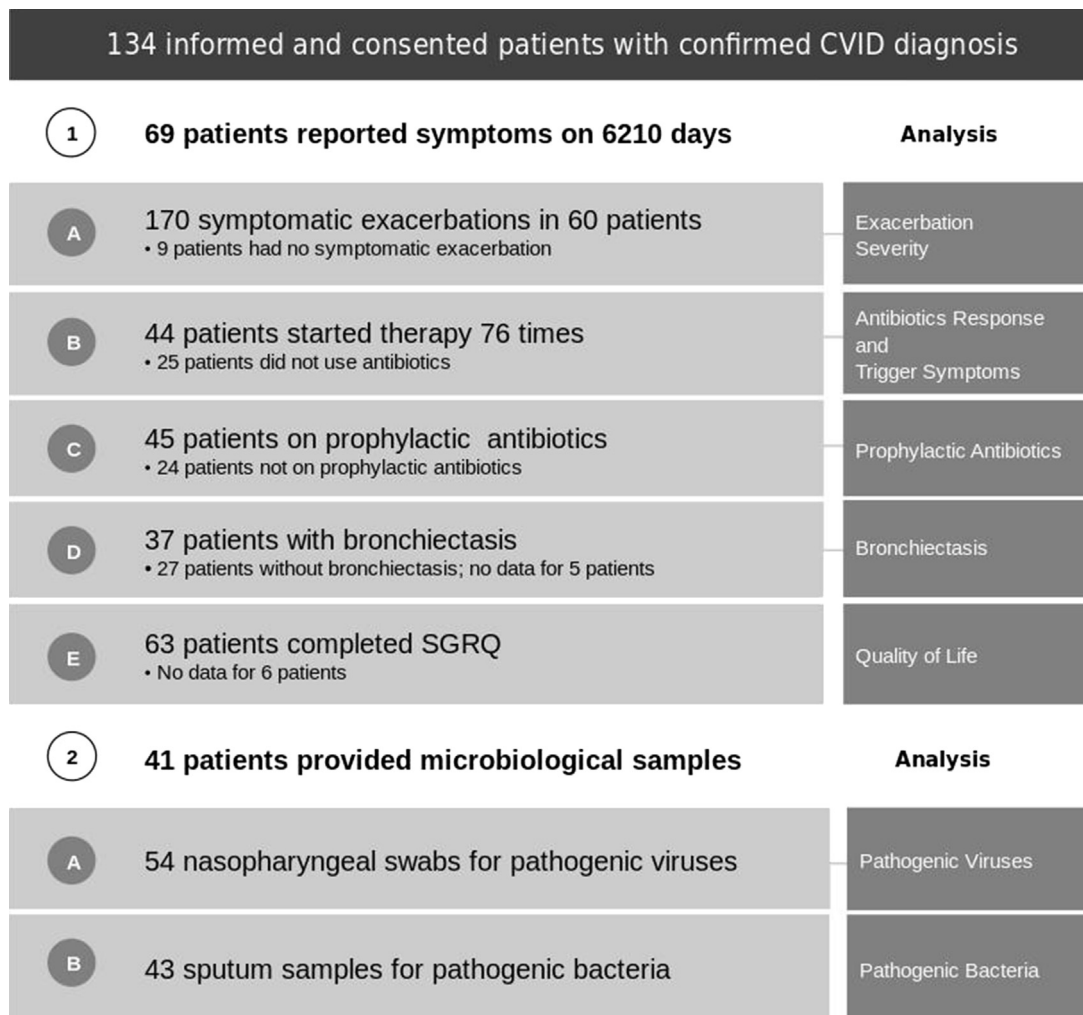 134 informed and consented patients with confirmed CVID diagnosis
1
69 patients reported symptoms on 6210 days
Analysis
A
170 symptomatic exacerbations in 60 patients
• 9 patients had no symptomatic exacerbation
Exacerbation
Severity
B
44 patients started therapy 76 times
• 25 patients did not use antibiotics
Antibiotics Response
and
Trigger Symptoms
C
45 patients on prophylactic  antibiotics
• 24 patients not on prophylactic antibiotics
Prophylactic Antibiotics
D
37 patients with bronchiectasis
• 27 patients without bronchiectasis; no data for 5 patients
Bronchiectasis
E
63 patients completed SGRQ
• No data for 6 patients
Quality of Life
2
41 patients provided microbiological samples
Analysis
A
54 nasopharyngeal swabs for pathogenic viruses
Pathogenic Viruses
B
43 sputum samples for pathogenic bacteria
Pathogenic Bacteria